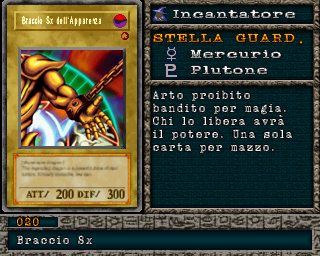 Braccio Sx dell'Apparenza
ATT/ 200 DIF/ 300
Incantatore
STELLA GUARD.
Mercurio
Plutone
Arto proibito
bandito per magia.
Chi lo libera avrà
il potere. Una sola
carta per mazzo.
020
Braccio Sx